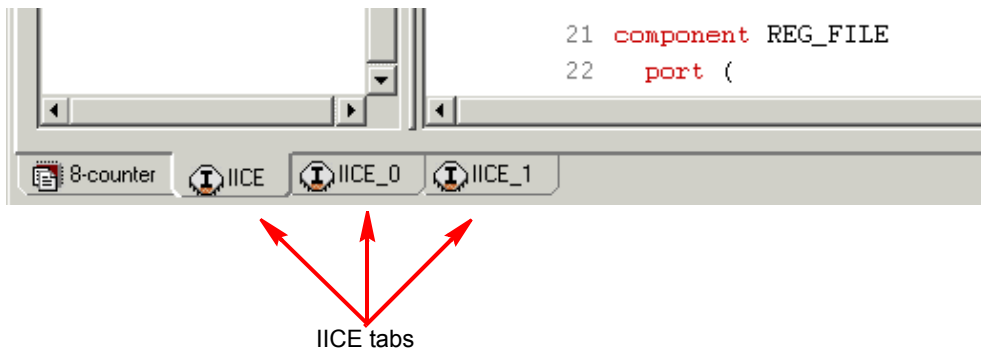 21 component REG_FILE
22 port (
8-counter IICE IICE_0 IICE_1
IICE tabs